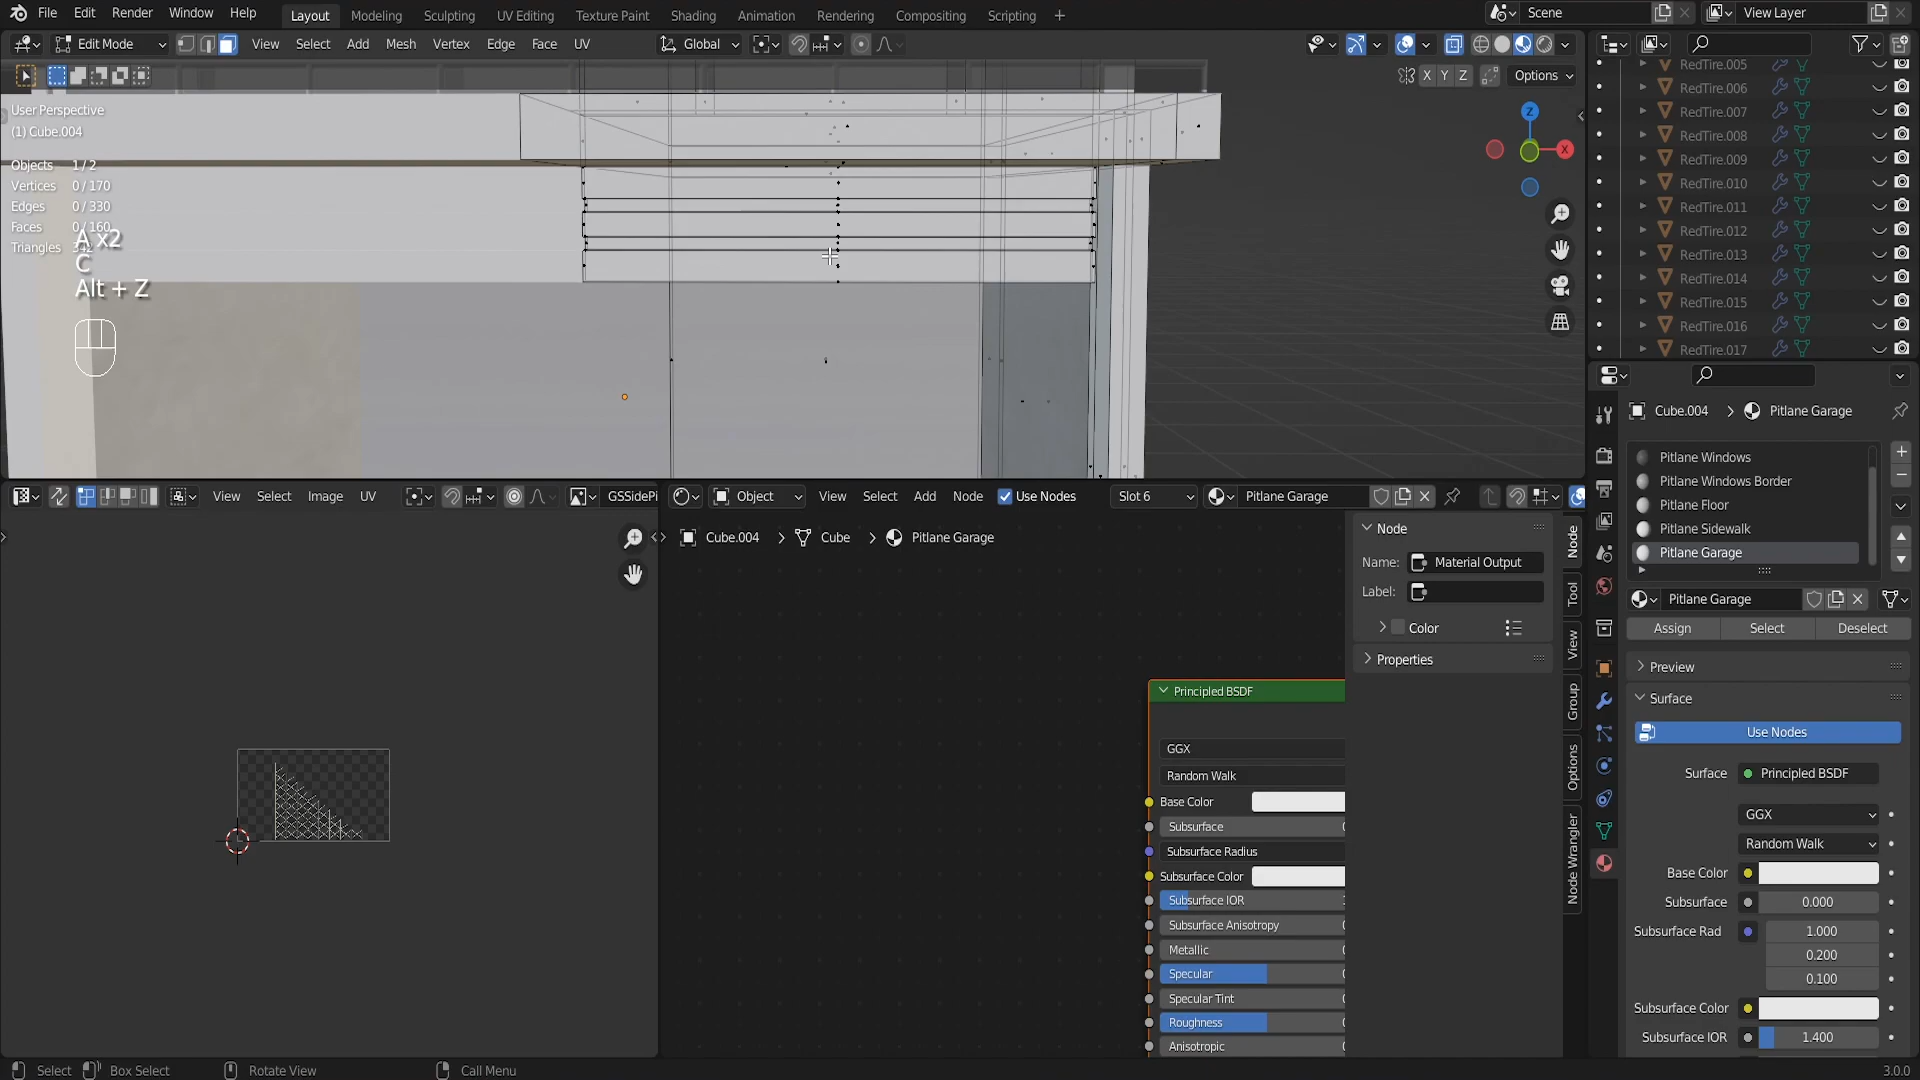 File Edit Render Window Help Layout Modeling Sculpting UV Editing Texture Paint Shading Animation Rendering Compositing Scripting + Scene View Layer
Edit Mode View Select Add Mesh Vertex Edge Face UV Global
X Y Z Options
User Perspective
(1) Cube.004
Objects 1/2
Vertices 0/170
Edges 0/330
Faces 0/160
Triangles
A x2
C
Alt + Z
Z
X
RedTire.005
RedTire.006
RedTire.007
RedTire.008
RedTire.009
RedTire.010
RedTire.011
RedTire.012
RedTire.013
RedTire.014
RedTire.015
RedTire.016
RedTire.017
Cube.004 > Pitlane Garage
Pitlane Windows
Pitlane Windows Border
Pitlane Floor
Pitlane Sidewalk
Pitlane Garage
Pitlane Garage
Assign Select Deselect
Preview
Surface
Use Nodes
Surface Principled BSDF
GGX
Random Walk
Base Color
Subsurface 0.000
Subsurface Rad 1.000
0.200
0.100
Subsurface Color
Subsurface IOR 1.400
View Select Image UV GSSidePi
Object View Select Add Node Use Nodes Slot 6 Pitlane Garage
Cube.004 > Cube > Pitlane Garage
Node
Name: Material Output
Label:
Color
Properties
Node
Tool
View
Group
Options
Node Wrangler
Principled BSDF
GGX
Random Walk
Base Color
Subsurface
Subsurface Radius
Subsurface Color
Subsurface IOR
Subsurface Anisotropy
Metallic
Specular
Specular Tint
Roughness
Anisotropic
Select Box Select Rotate View Call Menu 3.0.0